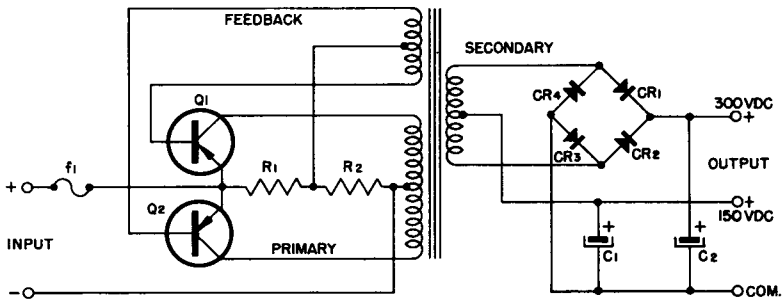 FEEDBACK
SECONDARY
Q1
CR4
CR1
300VDC
+
f1
R1
R2
CR3
CR2
OUTPUT
+
+
150VDC
Q2
INPUT
PRIMARY
+
C1
+
C2
−
COM.